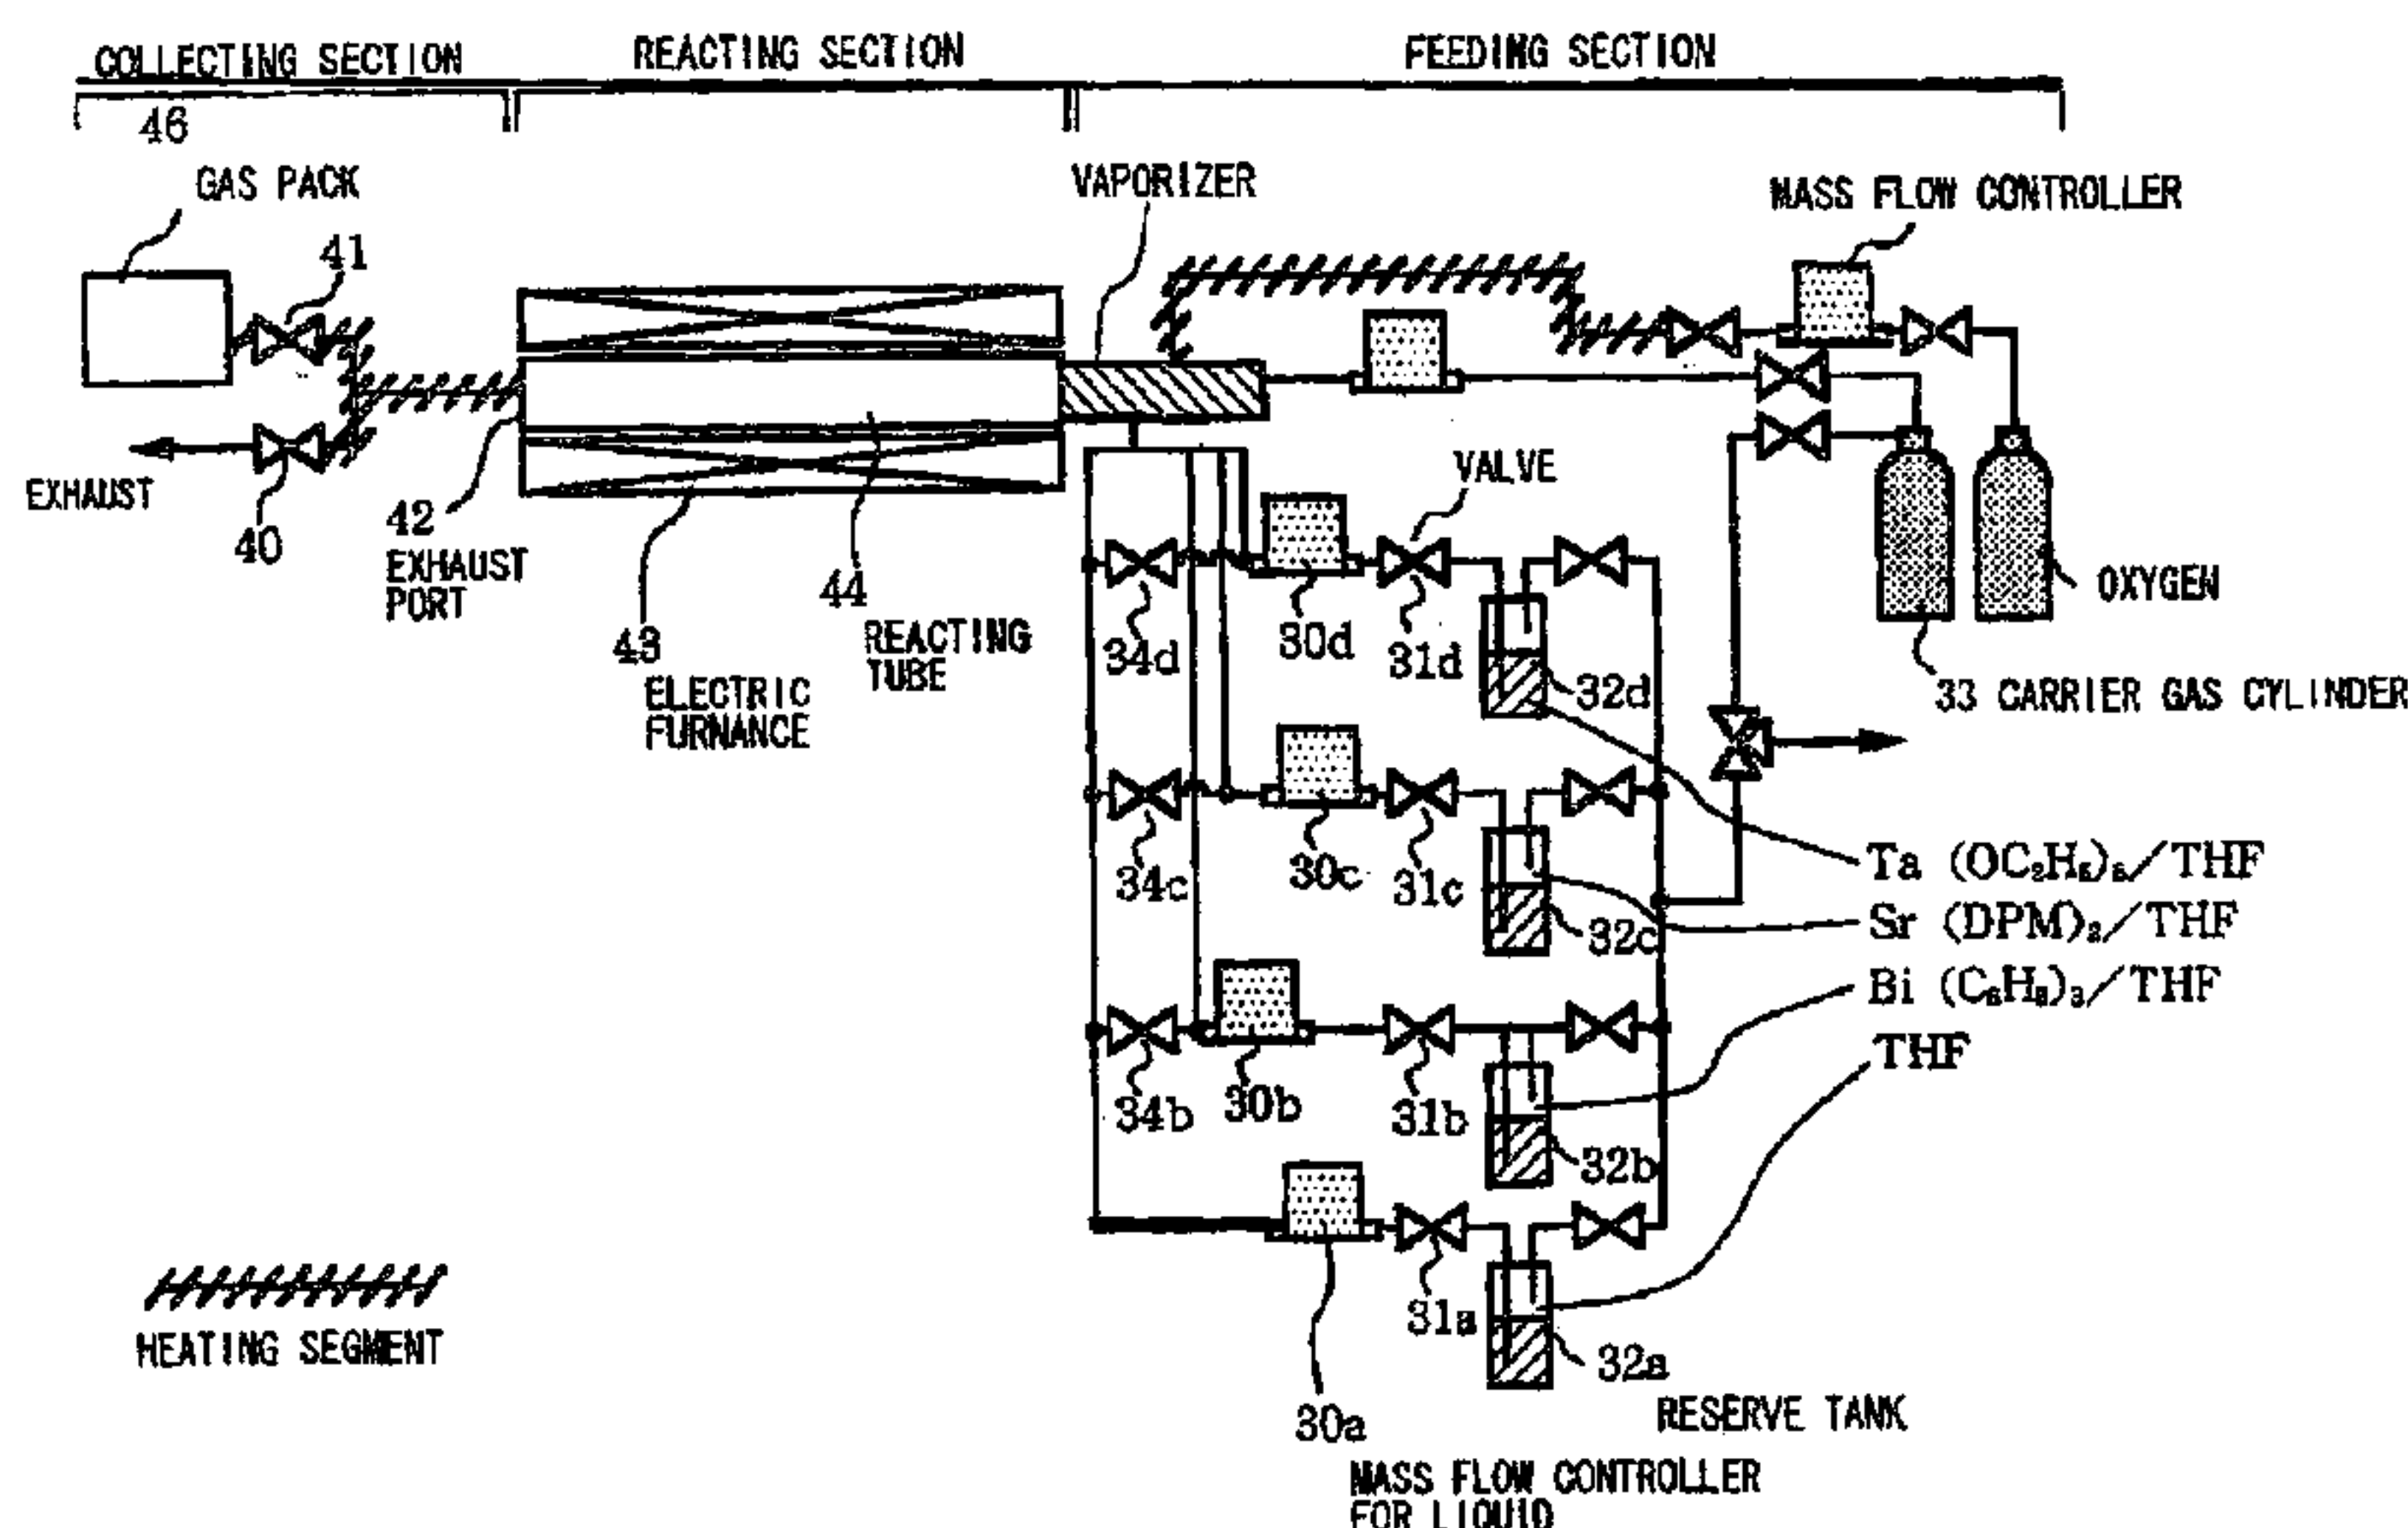 COLLECTING SECTION
REACTING SECTION
FEEDING SECTION
46
GAS PACK
VAPORIZER
MASS FLOW CONTROLLER
41
EXHAUST
40
42
EXHAUST
PORT
43
ELECTRIC
FURNANCE
44
REACTING
TUBE
VALVE
OXYGEN
33 CARRIER GAS CYLINDER
34d
30d
31d
32d
34c
30c
31c
32c
34b
30b
31b
32b
30a
31a
32a
Ta (OC₂H₅)₅/THF
Sr (DPM)₂/THF
Bi (C₆H₅)₃/THF
THF
RESERVE TANK
MASS FLOW CONTROLLER
FOR LIQUID
HEATING SEGMENT